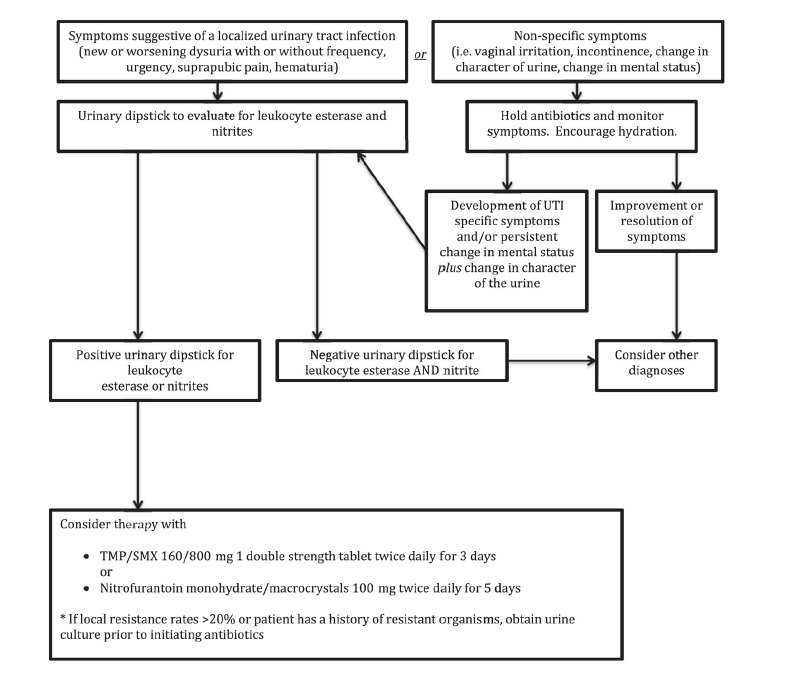 Symptoms suggestive of a localized urinary tract infection
(new or worsening dysuria with or without frequency,
urgency, suprapubic pain, hematuria)
or
Non-specific symptoms
(i.e. vaginal irritation, incontinence, change in
character of urine, change in mental status)
Urinary dipstick to evaluate for leukocyte esterase and
nitrites
Hold antibiotics and monitor
symptoms. Encourage hydration.
Development of UTI
specific symptoms
and/or persistent
change in mental status
plus change in character
of the urine
Improvement or
resolution of
symptoms
Positive urinary dipstick for
leukocyte
esterase or nitrites
Negative urinary dipstick for
leukocyte esterase AND nitrite
Consider other
diagnoses
Consider therapy with
• TMP/SMX 160/800 mg 1 double strength tablet twice daily for 3 days
or
• Nitrofurantoin monohydrate/macrocrystals 100 mg twice daily for 5 days
* If local resistance rates >20% or patient has a history of resistant organisms, obtain urine
culture prior to initiating antibiotics